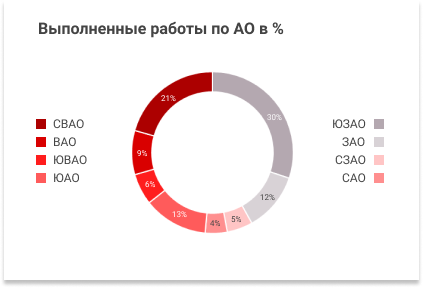 Выполненные работы по АО в %
СВАО
ВАО
ЮВАО
ЮАО
21%
9%
6%
13%
4%
5%
12%
30%
ЮЗАО
ЗАО
СЗАО
САО